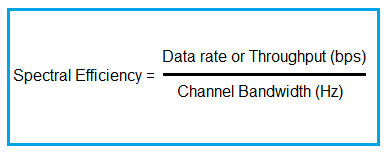 Data rate or Throughput (bps)
Spectral Efficiency =
Channel Bandwidth (Hz)